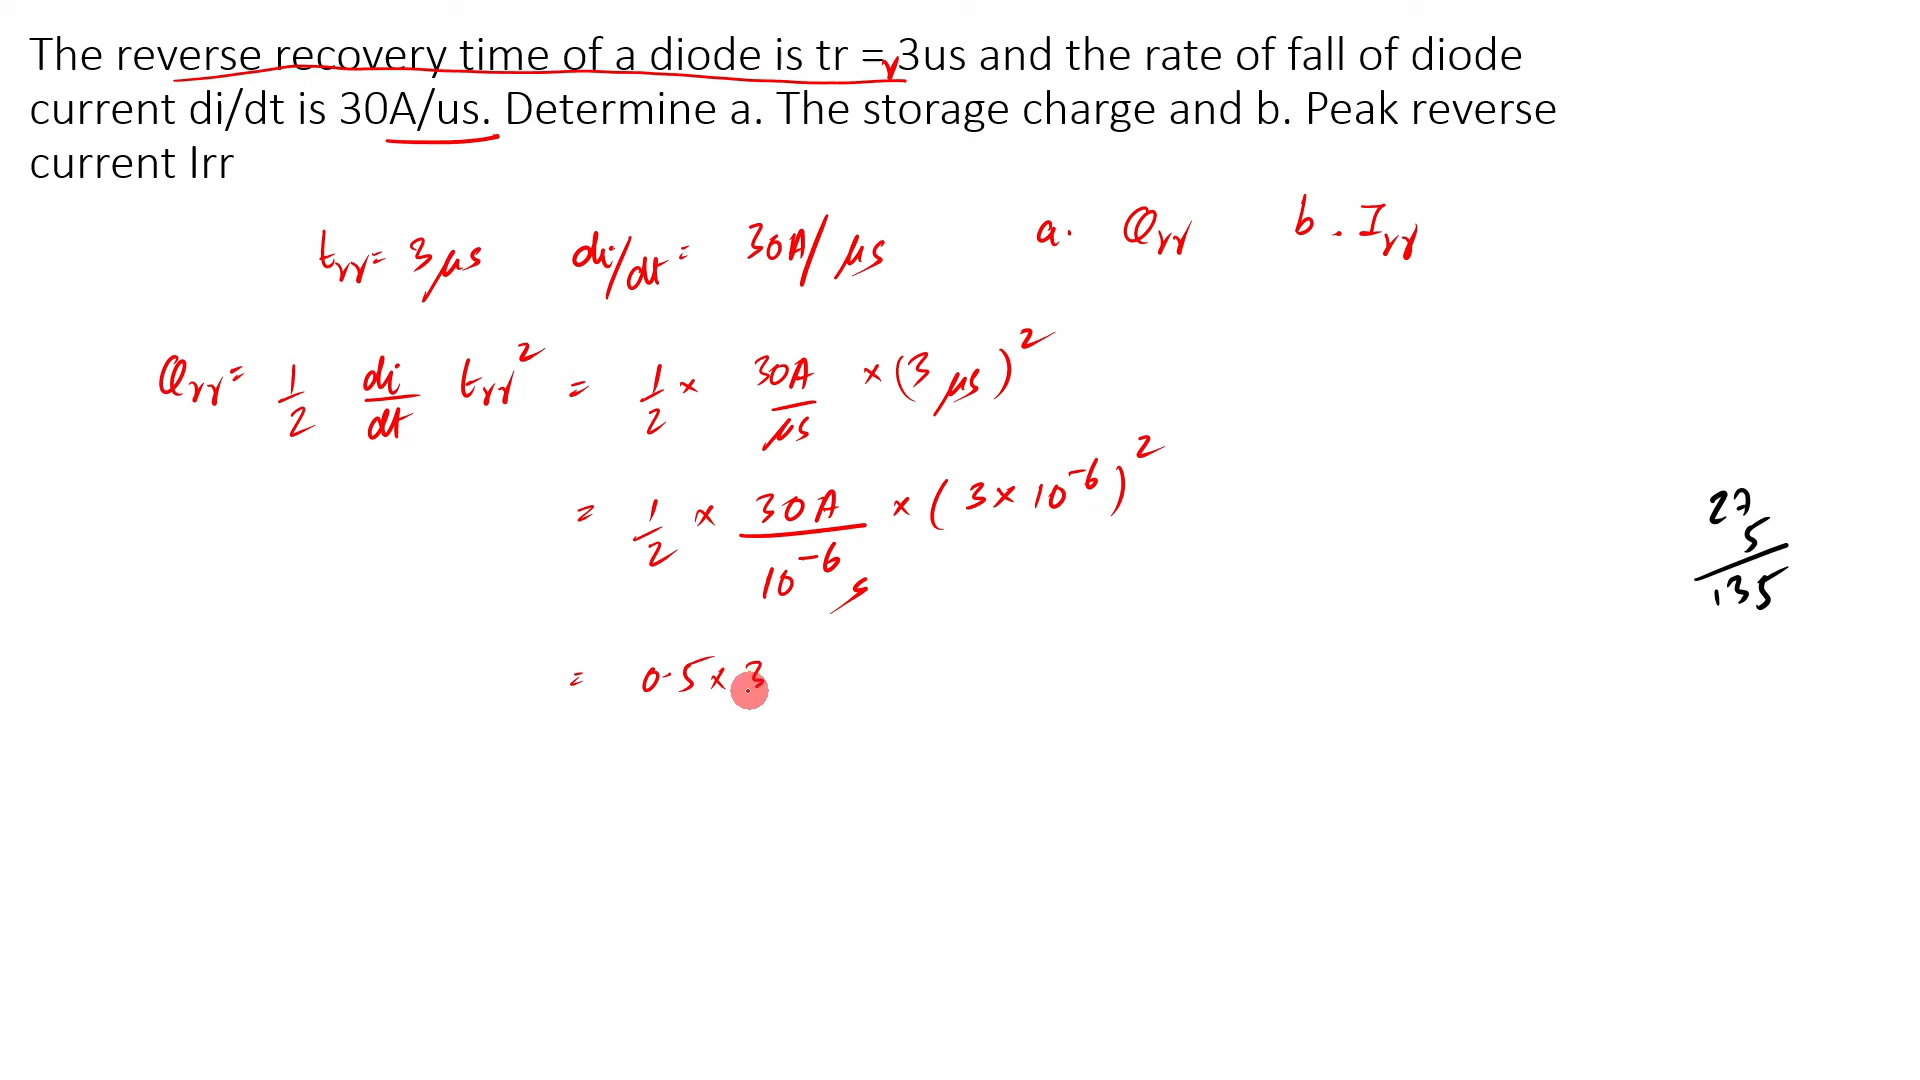 The reverse recovery time of a diode is tr = 3us and the rate of fall of diode
current di/dt is 30A/us. Determine a. The storage charge and b. Peak reverse
current Irr
trr = 3 μs   di/dt = 30A/μs   a. Qrr   b. Irr
Qrr = 1/2 di/dt trr² = 1/2 × 30A/μs × (3 μs)²
= 1/2 × 30A/10⁻⁶ s × (3 × 10⁻⁶)²
= 0.5 × 3
27
5
135